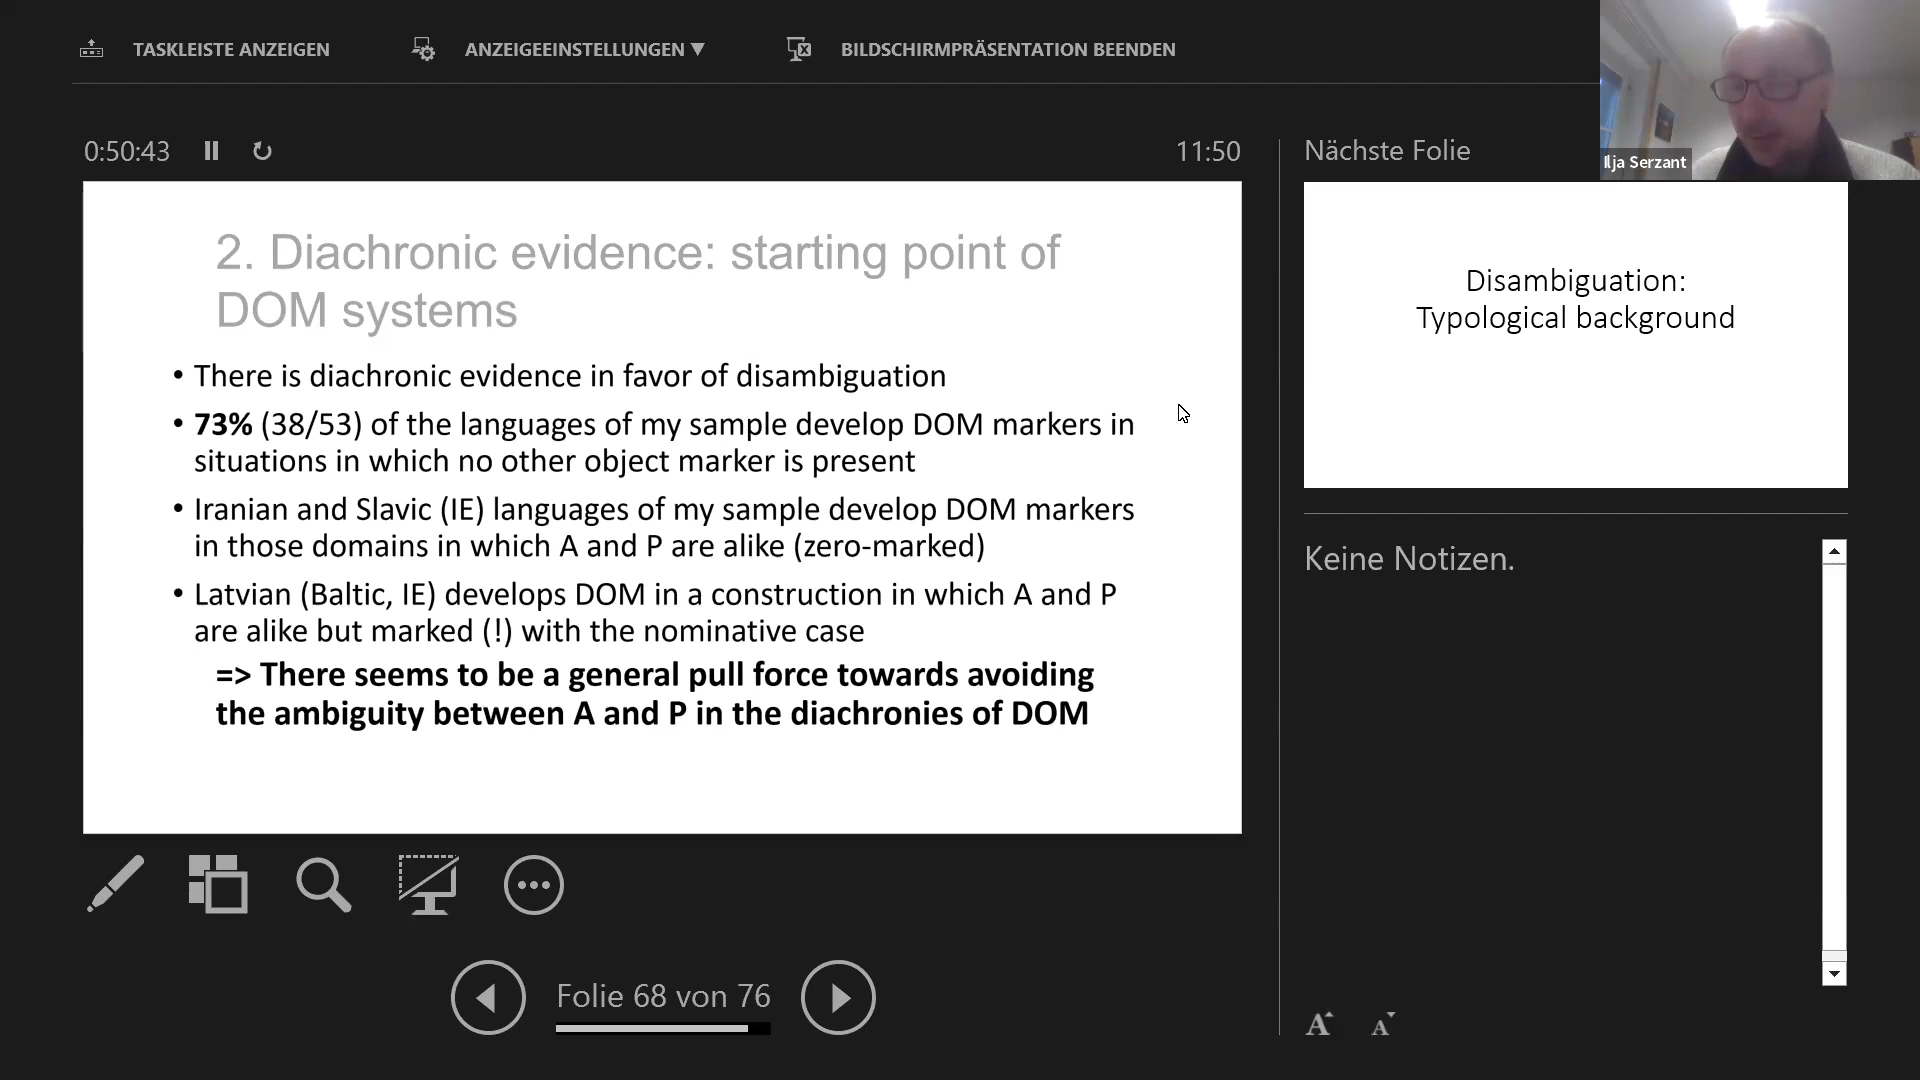 TASKLEISTE ANZEIGEN ANZEIGEEINSTELLUNGEN ▼ BILDSCHIRMPRÄSENTATION BEENDEN
Ilja Serzant
0:50:43 11:50
2. Diachronic evidence: starting point of
DOM systems
• There is diachronic evidence in favor of disambiguation
• 73% (38/53) of the languages of my sample develop DOM markers in
situations in which no other object marker is present
• Iranian and Slavic (IE) languages of my sample develop DOM markers
in those domains in which A and P are alike (zero-marked)
• Latvian (Baltic, IE) develops DOM in a construction in which A and P
are alike but marked (!) with the nominative case
=> There seems to be a general pull force towards avoiding
the ambiguity between A and P in the diachronies of DOM
Folie 68 von 76
Nächste Folie
Disambiguation:
Typological background
Keine Notizen.
A A